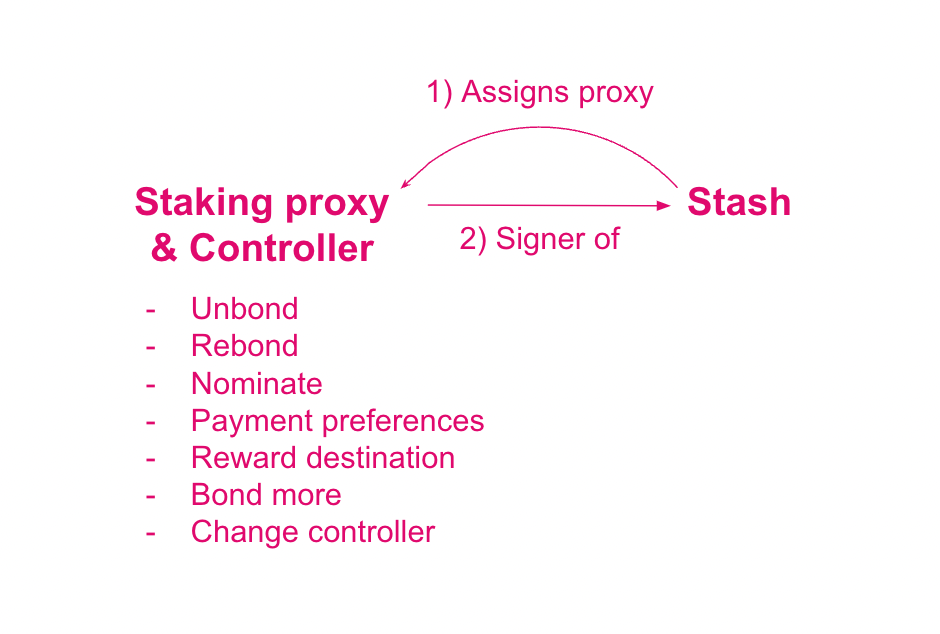 1) Assigns proxy
Staking proxy
& Controller
Stash
2) Signer of
- Unbond
- Rebond
- Nominate
- Payment preferences
- Reward destination
- Bond more
- Change controller